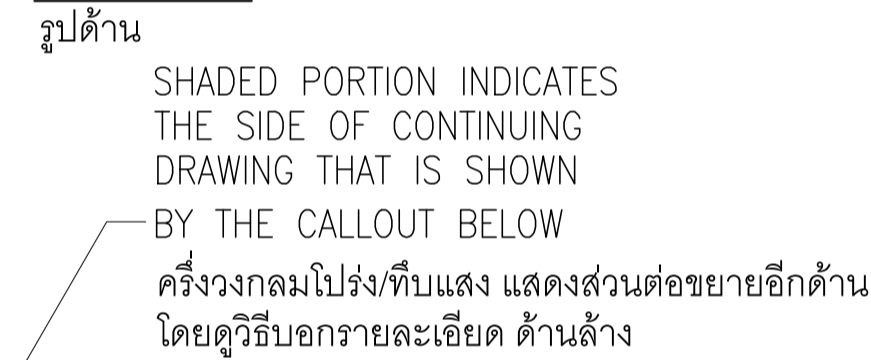 รูปด้าน
SHADED PORTION INDICATES
THE SIDE OF CONTINUING
DRAWING THAT IS SHOWN
BY THE CALLOUT BELOW
ครึ่งวงกลมโปร่ง/ทึบแสง แสดงส่วนต่อขยายอีกด้าน
โดยดูวิธีบอกรายละเอียด ด้านล้าง